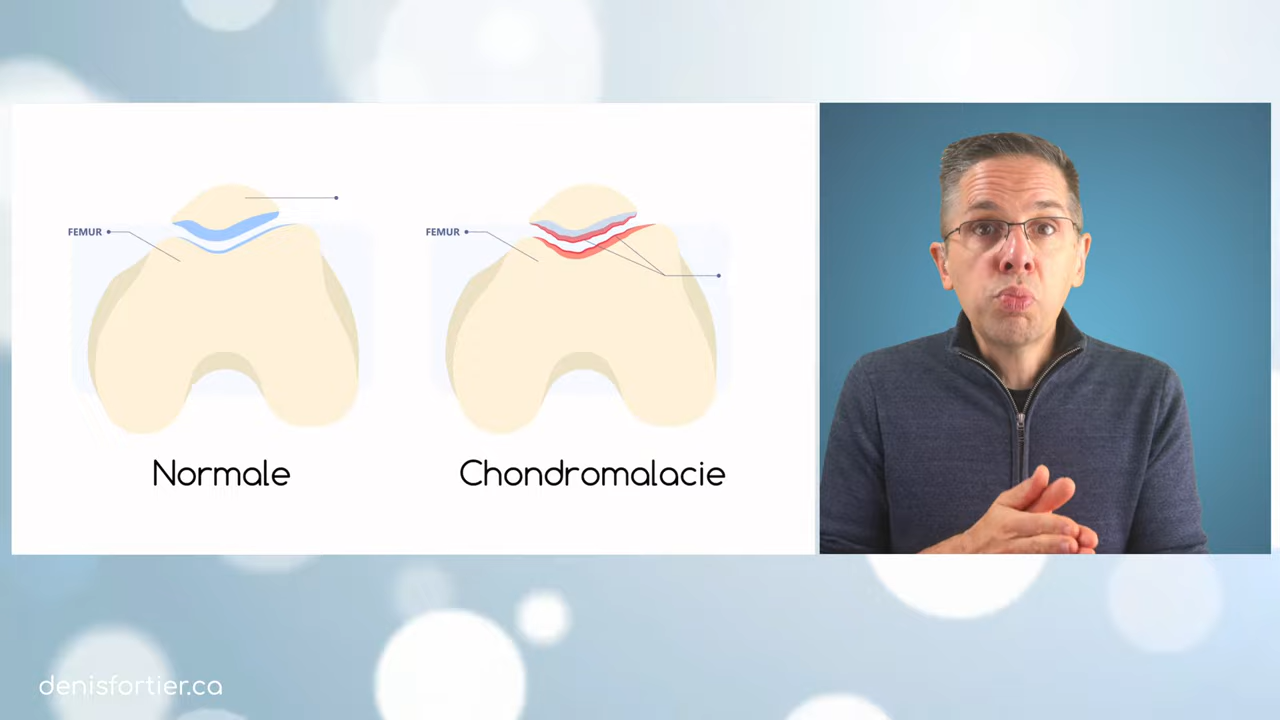 FEMUR
FEMUR
Normale
Chondromalacie
denisfortier.ca